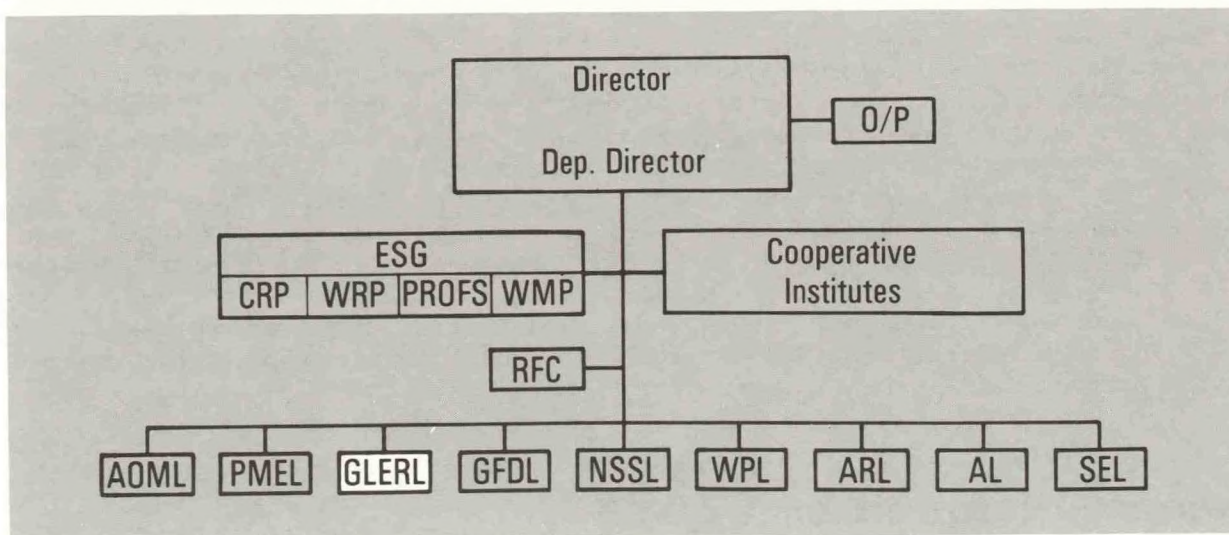 Director
O/P
Dep. Director
ESG
CRP WRP PROFS WMP
Cooperative
Institutes
RFC
AOML PMEL GLERL GFDL NSSL WPL ARL AL SEL